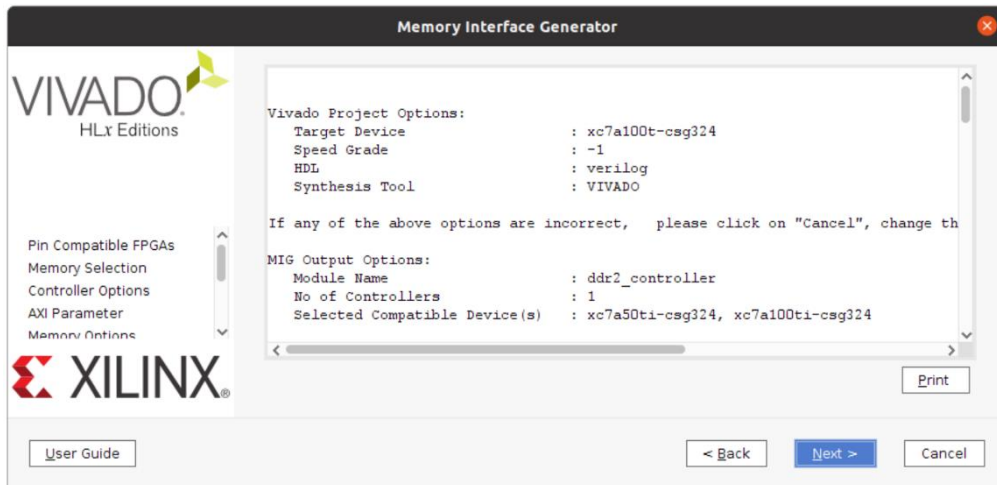 Memory Interface Generator
VIVADO.
HLx Editions
Pin Compatible FPGAs
Memory Selection
Controller Options
AXI Parameter
Memory Options
XILINX®
Vivado Project Options:
Target Device : xc7a100t-csg324
Speed Grade : -1
HDL : verilog
Synthesis Tool : VIVADO
If any of the above options are incorrect, please click on "Cancel", change th
MIG Output Options:
Module Name : ddr2_controller
No of Controllers : 1
Selected Compatible Device(s) : xc7a50ti-csg324, xc7a100ti-csg324
Print
User Guide
< Back
Next >
Cancel